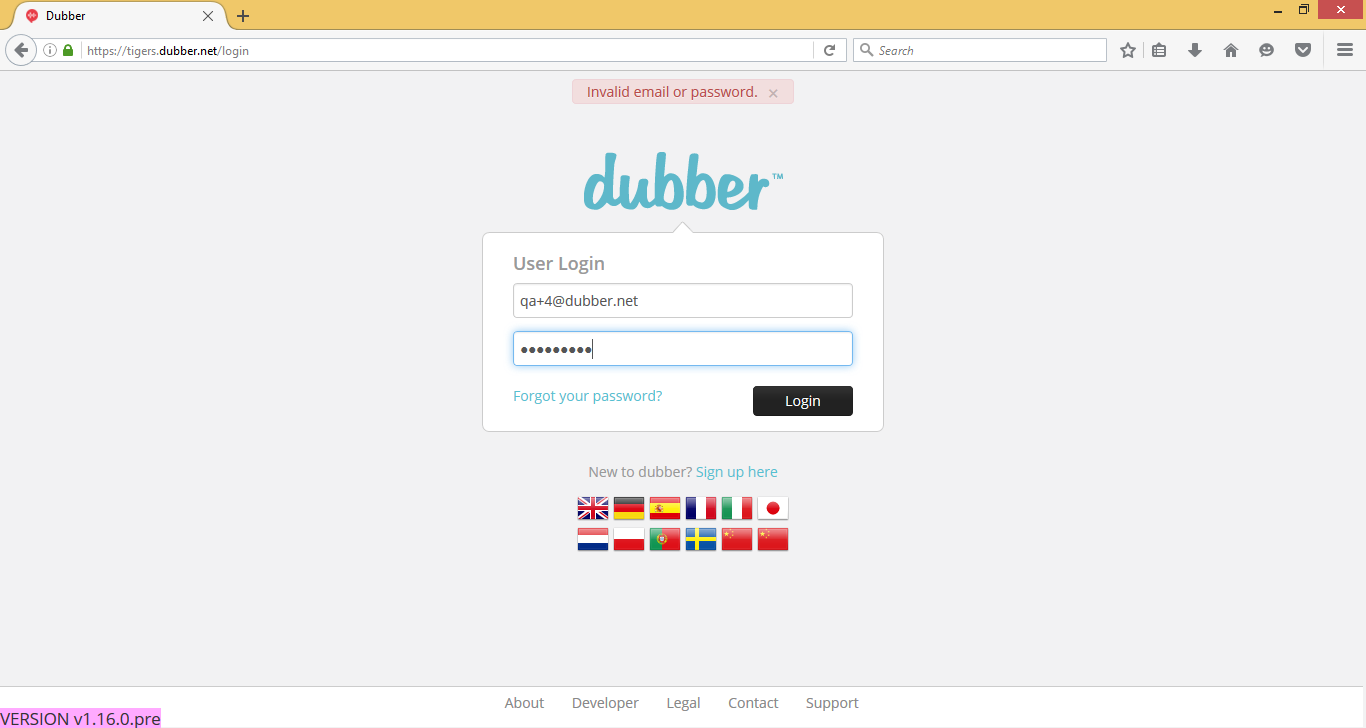 Dubber
https://tigers.dubber.net/login
Search
Invalid email or password. ×
dubber™
User Login
qa+4@dubber.net
•••••••••
Forgot your password?
Login
New to dubber? Sign up here
About Developer Legal Contact Support
VERSION v1.16.0.pre